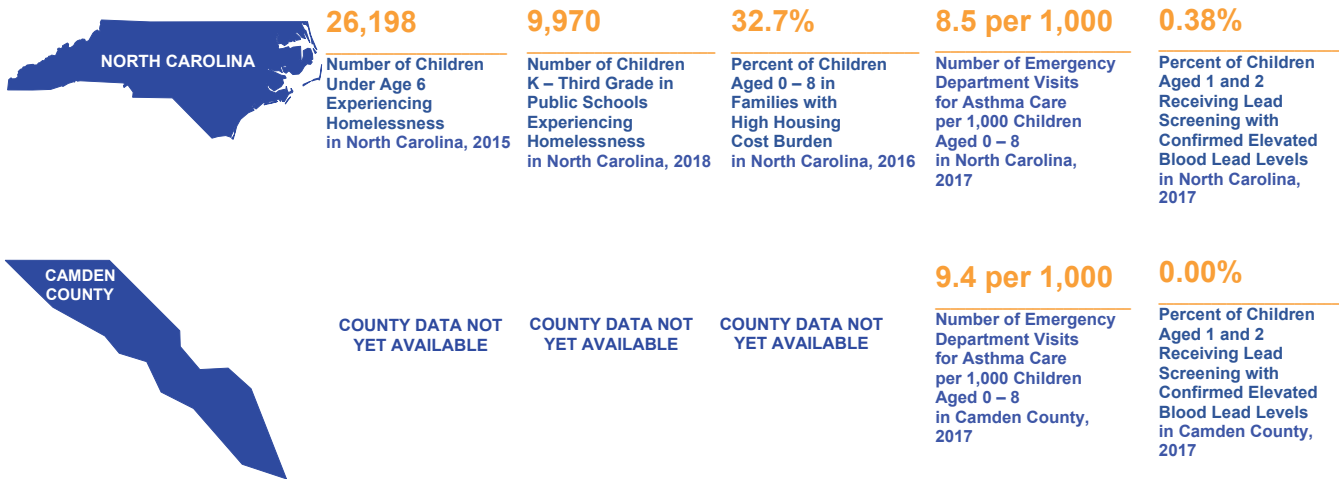 NORTH CAROLINA
26,198
Number of Children
Under Age 6
Experiencing
Homelessness
in North Carolina, 2015
9,970
Number of Children
K – Third Grade in
Public Schools
Experiencing
Homelessness
in North Carolina, 2018
32.7%
Percent of Children
Aged 0 – 8 in
Families with
High Housing
Cost Burden
in North Carolina, 2016
8.5 per 1,000
Number of Emergency
Department Visits
for Asthma Care
per 1,000 Children
Aged 0 – 8
in North Carolina,
2017
0.38%
Percent of Children
Aged 1 and 2
Receiving Lead
Screening with
Confirmed Elevated
Blood Lead Levels
in North Carolina,
2017
CAMDEN
COUNTY
COUNTY DATA NOT
YET AVAILABLE
COUNTY DATA NOT
YET AVAILABLE
COUNTY DATA NOT
YET AVAILABLE
9.4 per 1,000
Number of Emergency
Department Visits
for Asthma Care
per 1,000 Children
Aged 0 – 8
in Camden County,
2017
0.00%
Percent of Children
Aged 1 and 2
Receiving Lead
Screening with
Confirmed Elevated
Blood Lead Levels
in Camden County,
2017